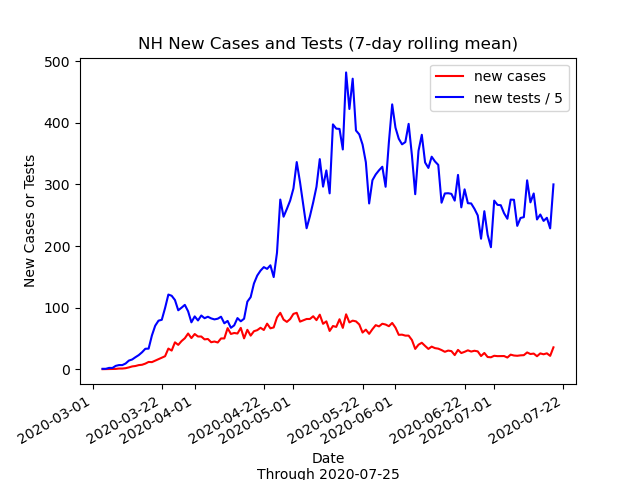 NH New Cases and Tests (7-day rolling mean)
new cases
new tests / 5
New Cases or Tests
500
400
300
200
100
0
2020-03-01
2020-03-22
2020-04-01
2020-04-22
2020-05-01
2020-05-22
2020-06-01
2020-06-22
2020-07-01
2020-07-22
Date
Through 2020-07-25